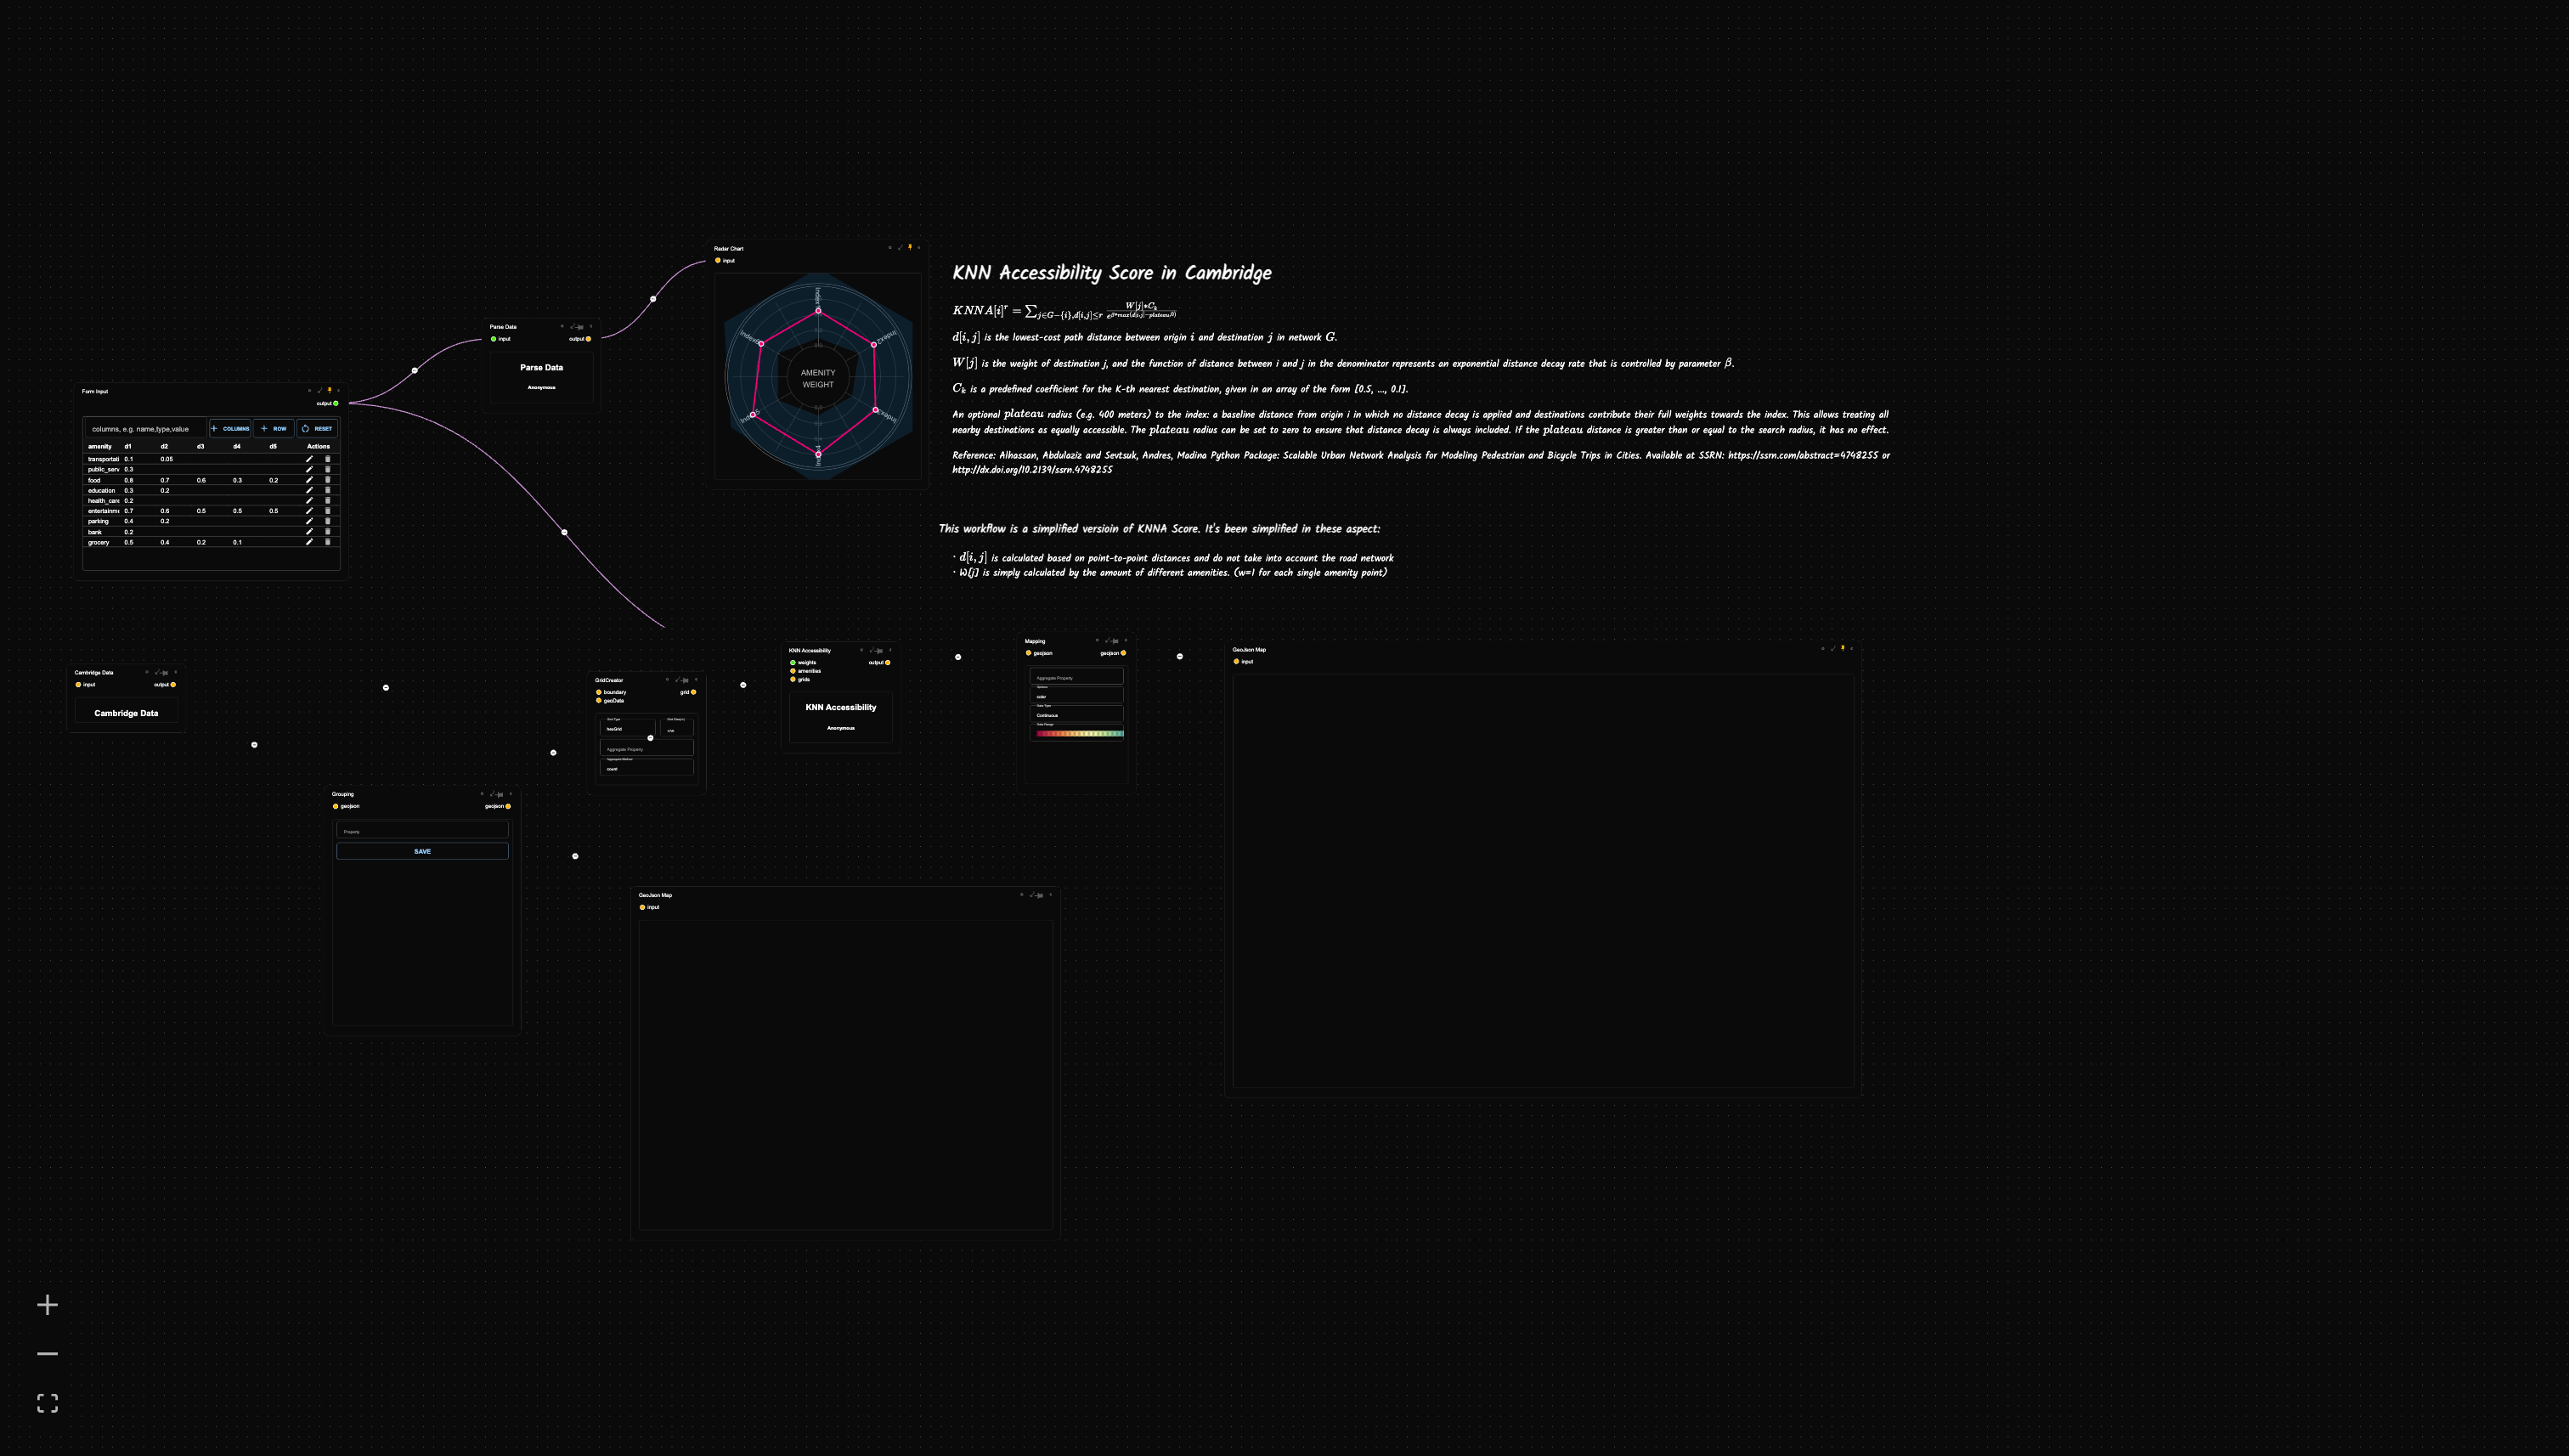 Radar Chart
input
Index1
Index2
Index3
Index4
Index5
Index6
AMENITY
WEIGHT
KNN Accessibility Score in Cambridge
KNNA[i]^r = ∑_{j∈G−{i},d[i,j]≤r} W[j]*C_k / e^{β*max(d[i,j]−plateau,0)}
d[i, j] is the lowest-cost path distance between origin i and destination j in network G.
W[j] is the weight of destination j, and the function of distance between i and j in the denominator represents an exponential distance decay rate that is controlled by parameter β.
C_k is a predefined coefficient for the K-th nearest destination, given in an array of the form [0.5, ..., 0.1].
An optional plateau radius (e.g. 400 meters) to the index: a baseline distance from origin i in which no distance decay is applied and destinations contribute their full weights towards the index. This allows treating all
nearby destinations as equally accessible. The plateau radius can be set to zero to ensure that distance decay is always included. If the plateau distance is greater than or equal to the search radius, it has no effect.
Reference: Alhassan, Abdulaziz and Sevtsuk, Andres, Madina Python Package: Scalable Urban Network Analysis for Modeling Pedestrian and Bicycle Trips in Cities. Available at SSRN: https://ssrn.com/abstract=4748255 or
http://dx.doi.org/10.2139/ssrn.4748255
Parse Data
input output
Parse Data
Anonymous
Form Input
output
columns, e.g. name,type,value COLUMNS ROW RESET
amenity d1 d2 d3 d4 d5 Actions
transportati 0.1 0.05
public_serv 0.3
food 0.8 0.7 0.6 0.3 0.2
education 0.3 0.2
health_care 0.2
entertainme 0.7 0.6 0.5 0.5 0.5
parking 0.4 0.2
bank 0.2
grocery 0.5 0.4 0.2 0.1
This workflow is a simplified versioin of KNNA Score. It's been simplified in these aspect:
· d[i, j] is calculated based on point-to-point distances and do not take into account the road network
· W[j] is simply calculated by the amount of different amenities. (w=1 for each single amenity point)
Cambridge Data
input output
Cambridge Data
GridCreator
boundary grid
geoData
Grid Type
hexGrid
Aggregate Property
Aggregate Method
count
KNN Accessibility
weights output
amenities
grids
KNN Accessibility
Anonymous
Mapping
geojson geojson
Aggregate Property
Options
color
Data Type
Continuous
Color Range
GeoJson Map
input
Grouping
geojson geojson
Property
SAVE
GeoJson Map
input